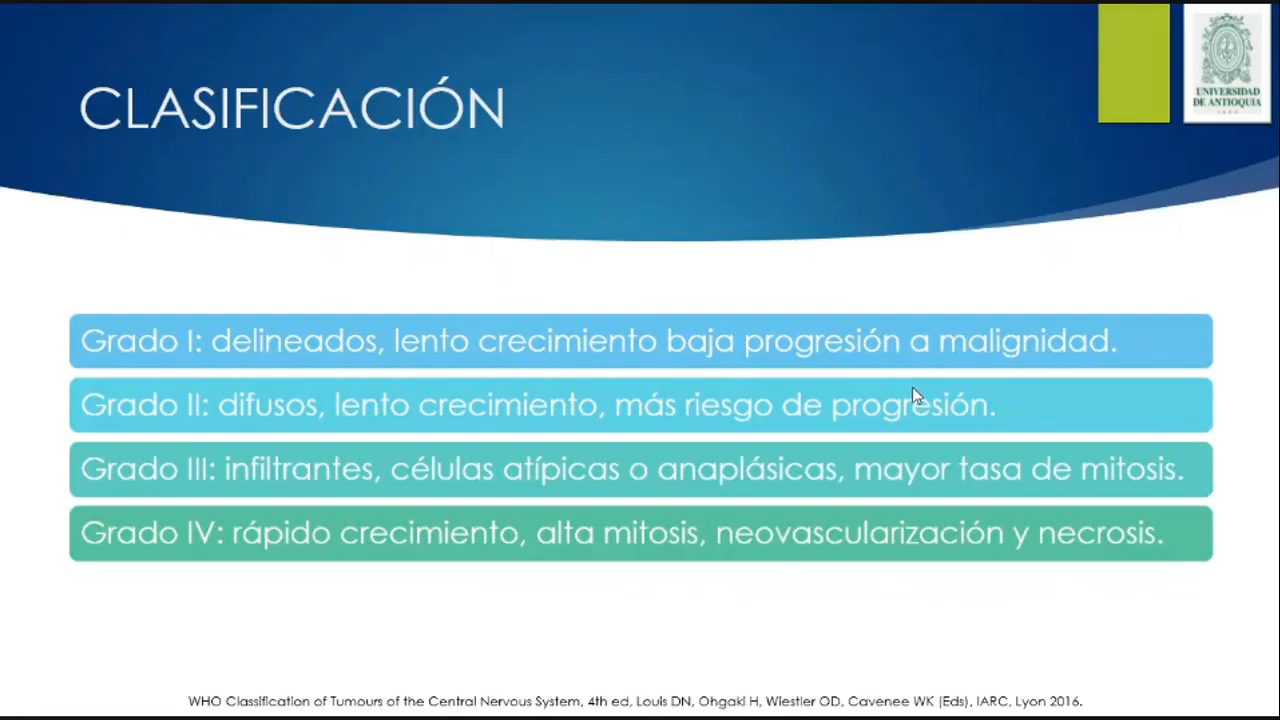 CLASIFICACIÓN
UNIVERSIDAD
DE ANTIOQUIA
Grado I: delineados, lento crecimiento baja progresión a malignidad.
Grado II: difusos, lento crecimiento, más riesgo de progresión.
Grado III: infiltrantes, células atípicas o anaplásicas, mayor tasa de mitosis.
Grado IV: rápido crecimiento, alta mitosis, neovascularización y necrosis.
WHO Classification of Tumours of the Central Nervous System, 4th ed, Louis DN, Ohgaki H, Wiestler OD, Cavenee WK (Eds), IARC, Lyon 2016.